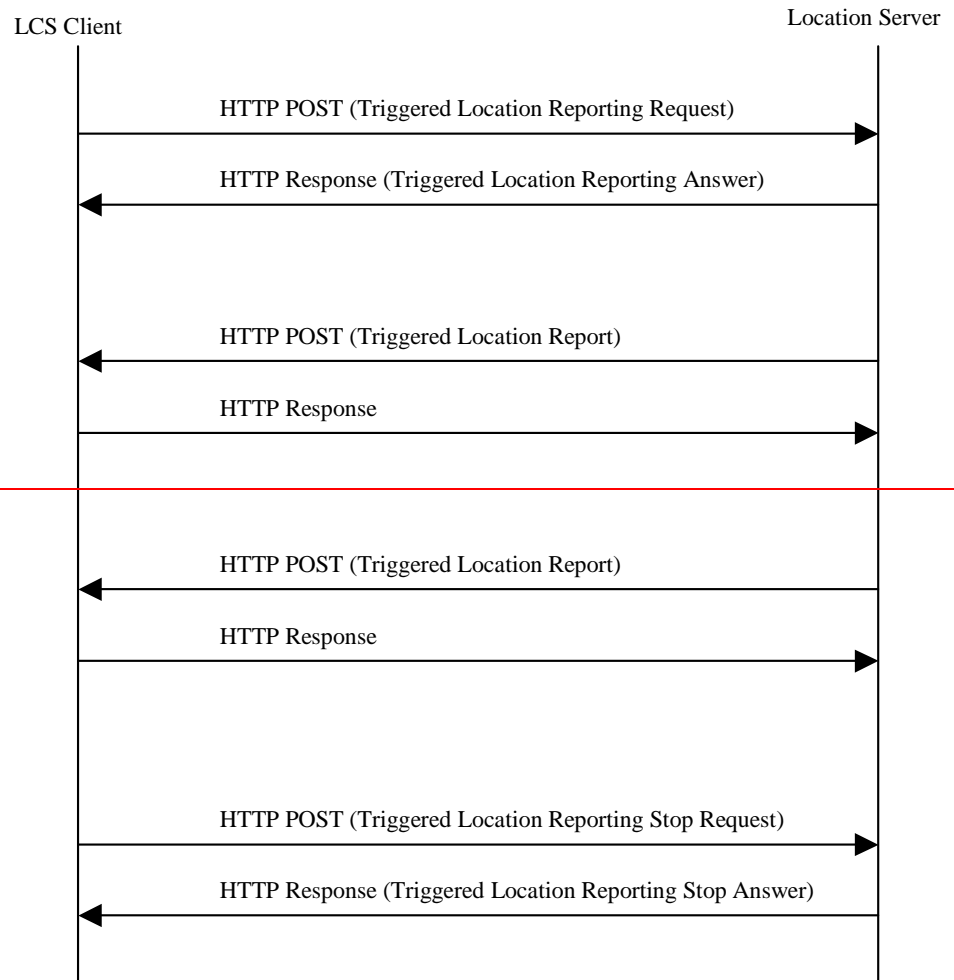 LCS Client
Location Server
HTTP POST (Triggered Location Reporting Request)
HTTP Response (Triggered Location Reporting Answer)
HTTP POST (Triggered Location Report)
HTTP Response
HTTP POST (Triggered Location Report)
HTTP Response
HTTP POST (Triggered Location Reporting Stop Request)
HTTP Response (Triggered Location Reporting Stop Answer)